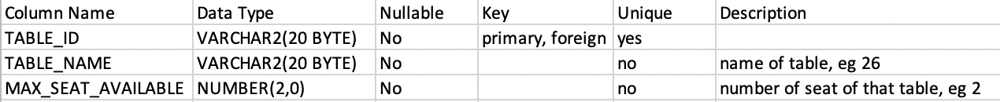 Column Name Data Type Nullable Key Unique Description
TABLE_ID VARCHAR2(20 BYTE) No primary, foreign yes
TABLE_NAME VARCHAR2(20 BYTE) No no name of table, eg 26
MAX_SEAT_AVAILABLE NUMBER(2,0) No no number of seat of that table, eg 2